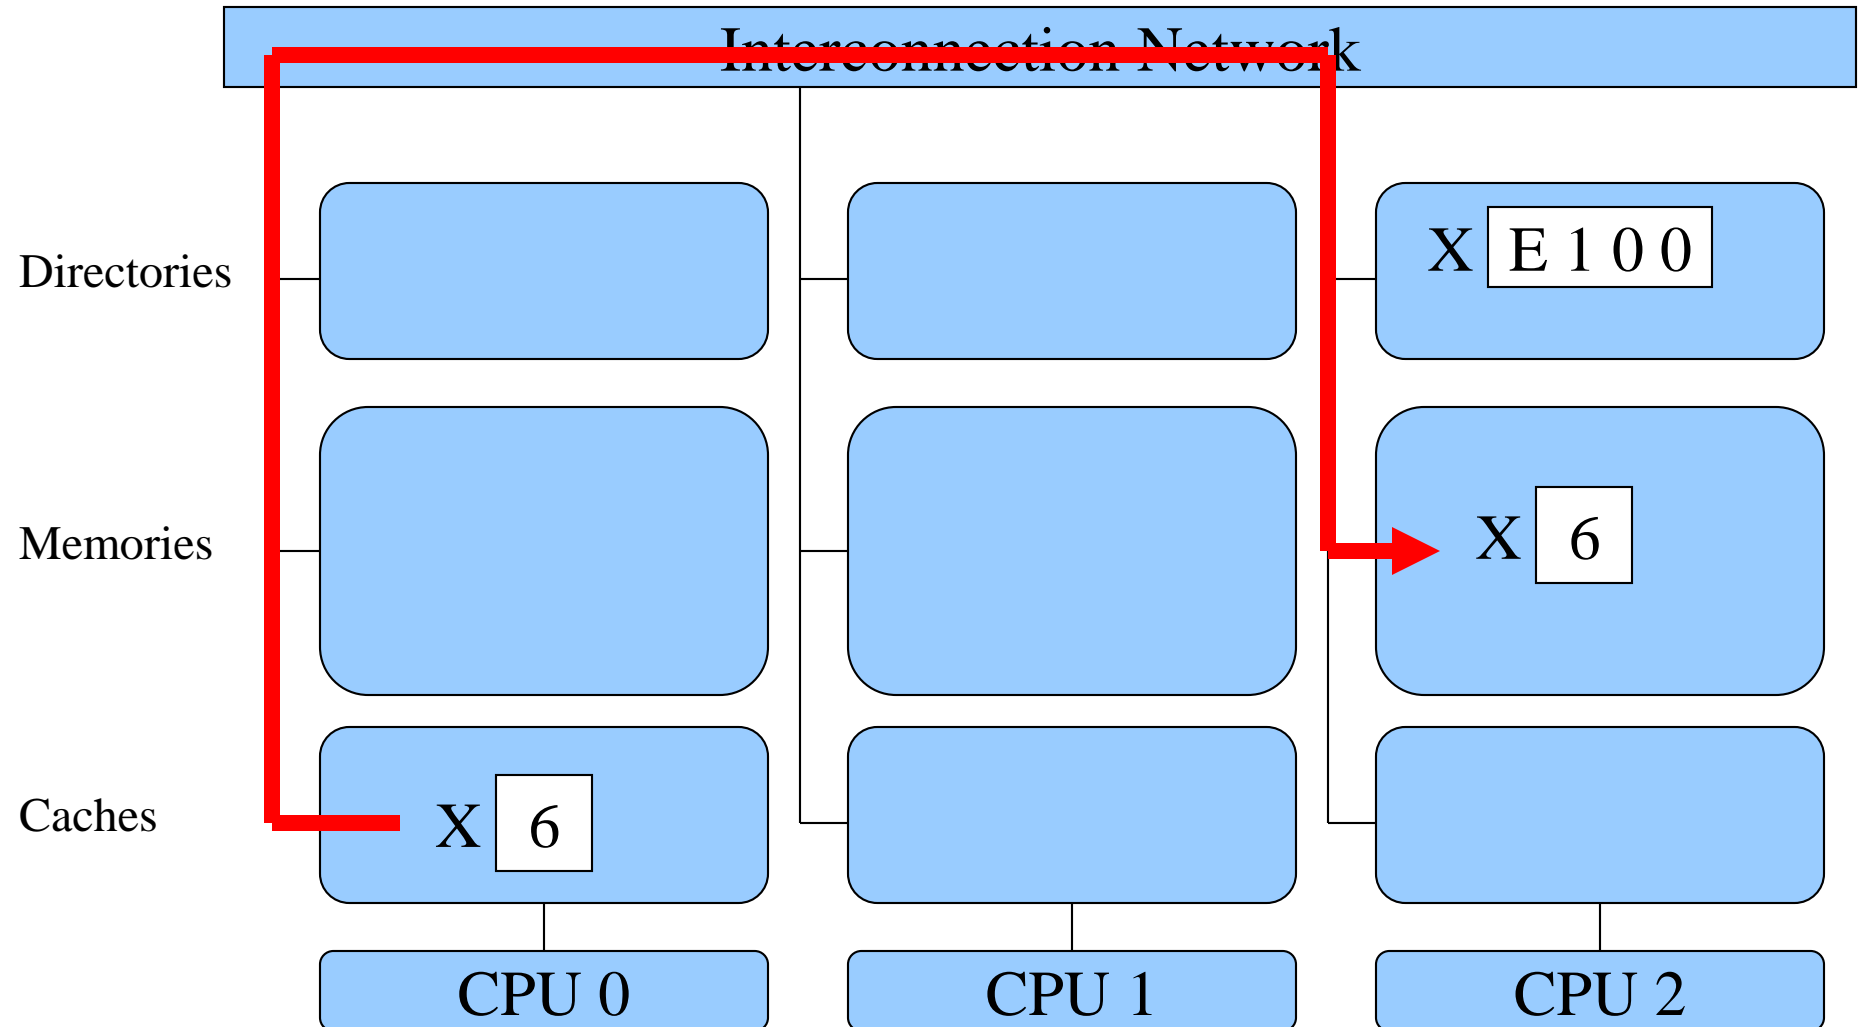 Interconnection Network
Directories
X E 1 0 0
Memories
X 6
Caches
X 6
CPU 0
CPU 1
CPU 2